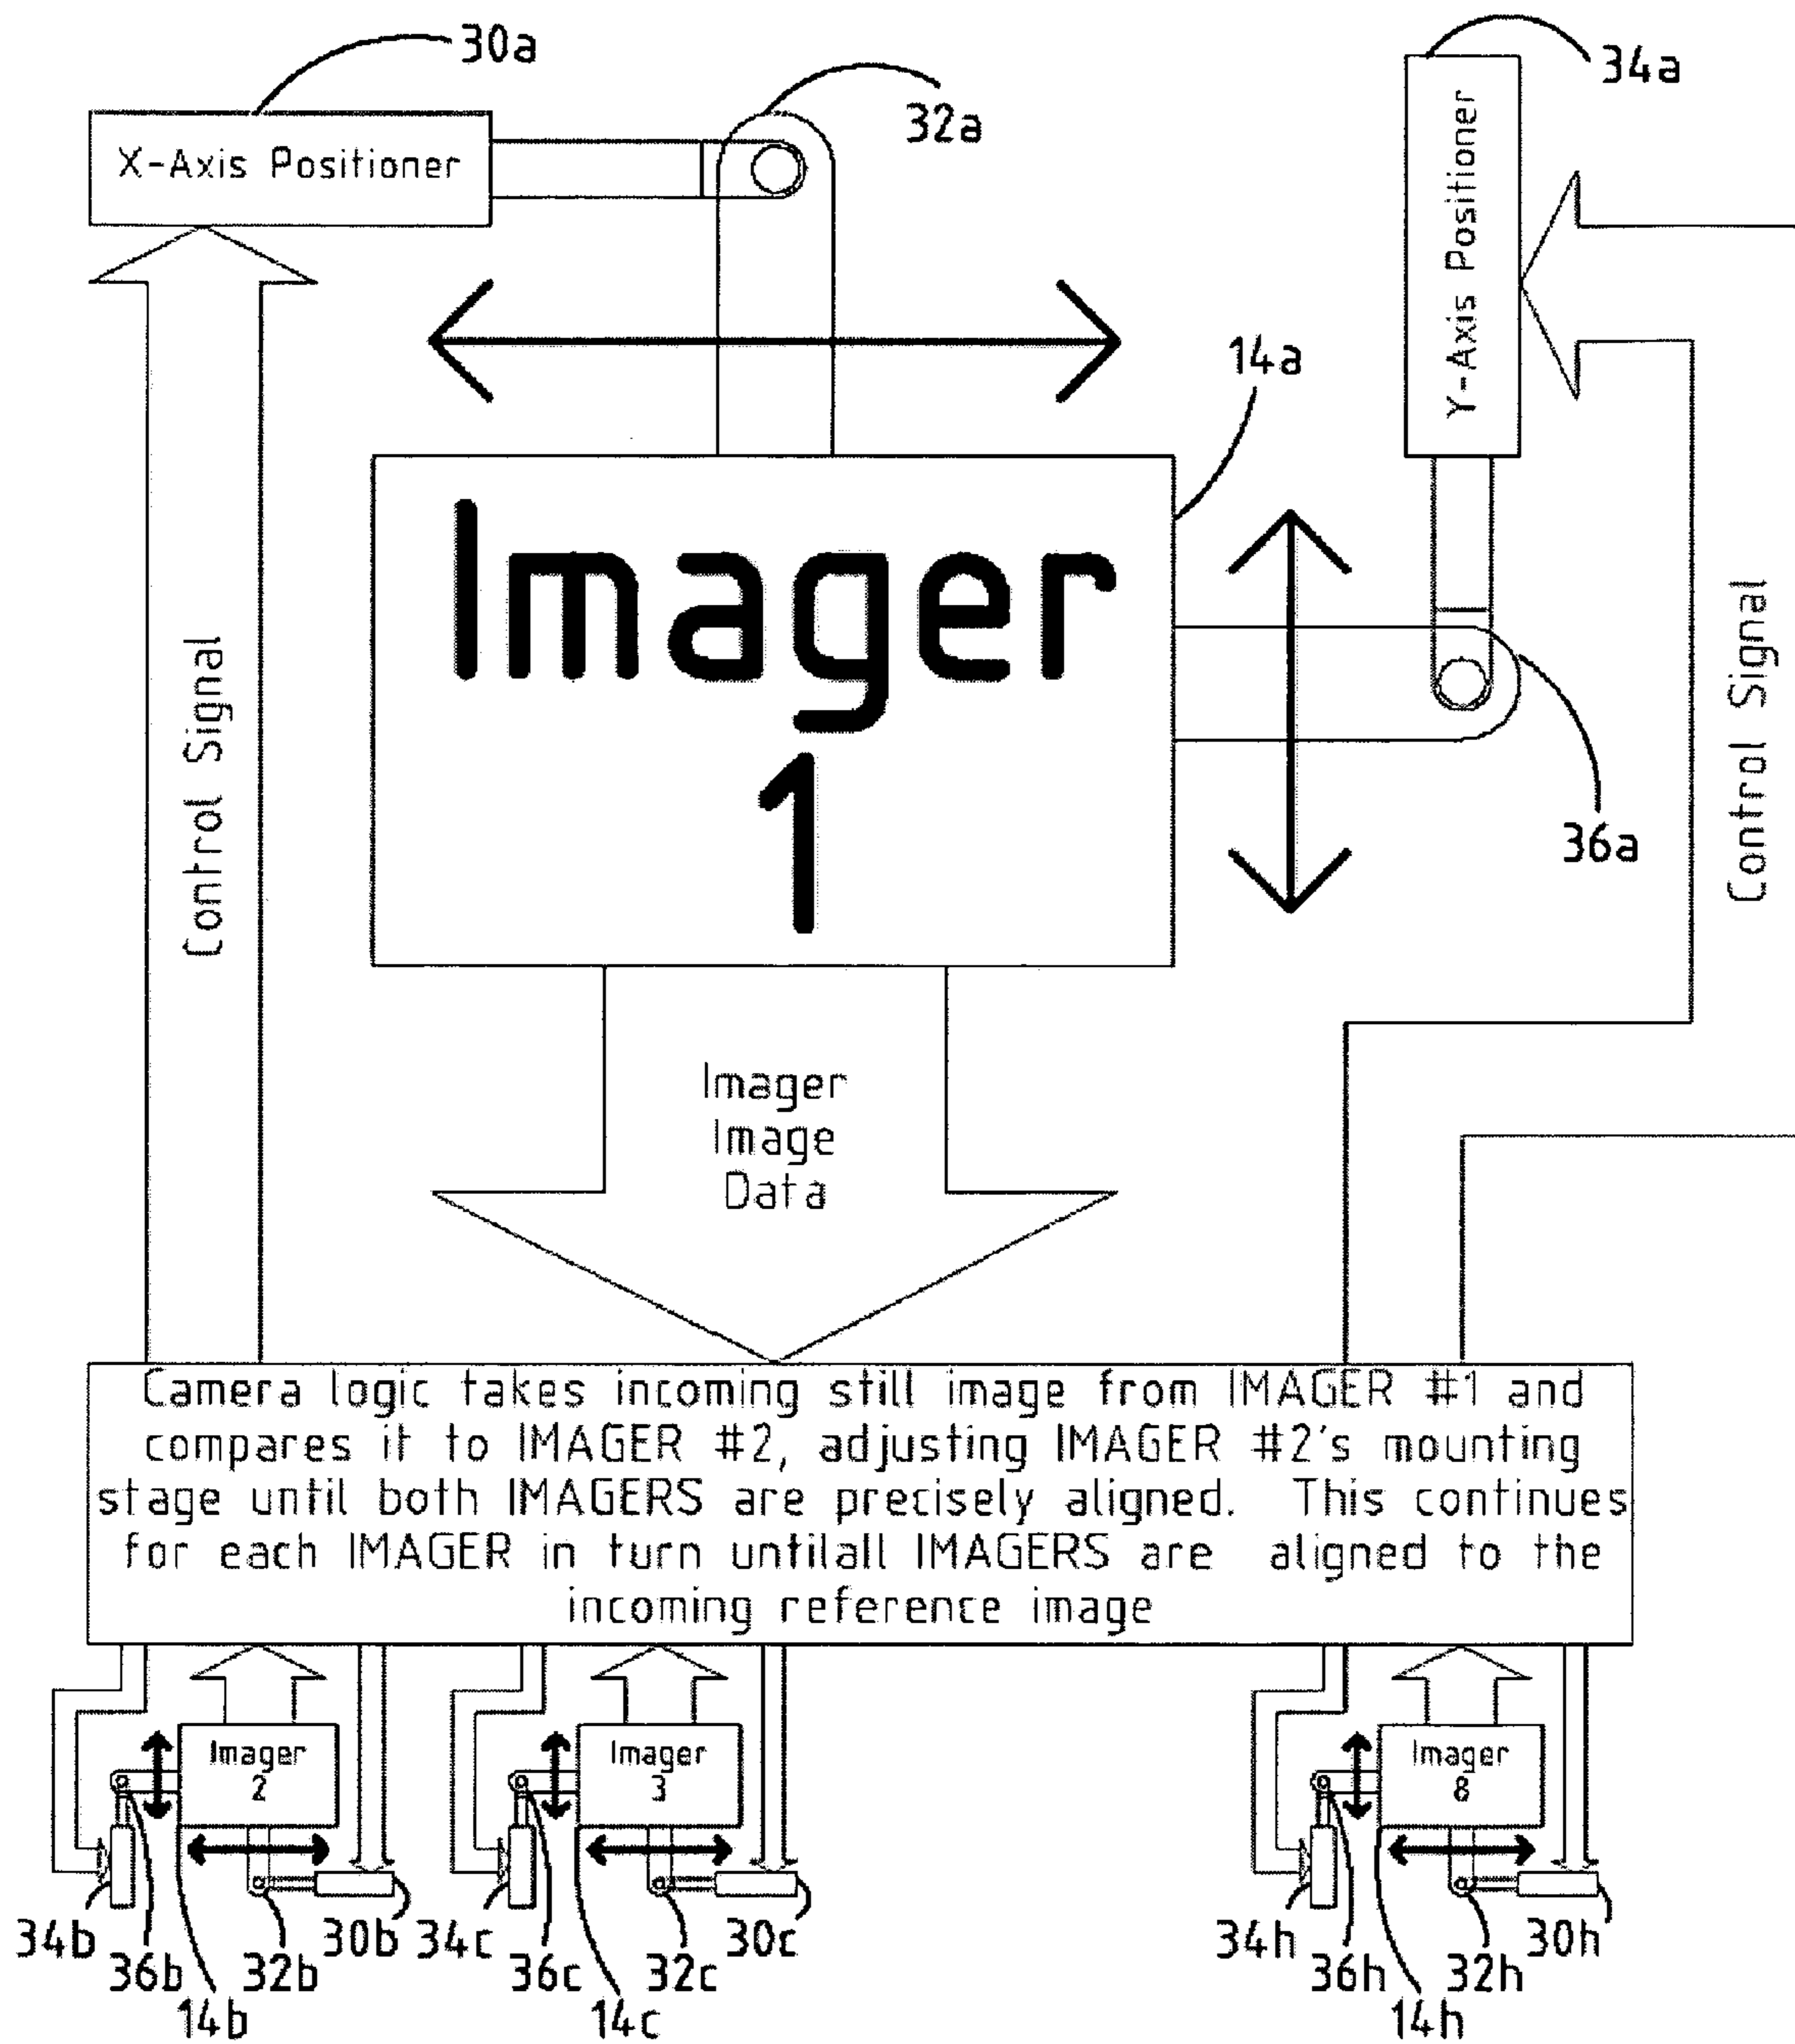 30a
34a
32a
X-Axis Positioner
Y-Axis Positioner
14a
Imager
1
36a
Control Signal
Control Signal
Imager
Image
Data
Camera logic takes incoming still image from IMAGER #1 and
compares it to IMAGER #2, adjusting IMAGER #2's mounting
stage until both IMAGERS are precisely aligned. This continues
for each IMAGER in turn untilall IMAGERS are aligned to the
incoming reference image
Imager
2
Imager
3
Imager
8
34b
36b
14b
32b
30b
34c
36c
14c
32c
30c
34h
36h
14h
32h
30h